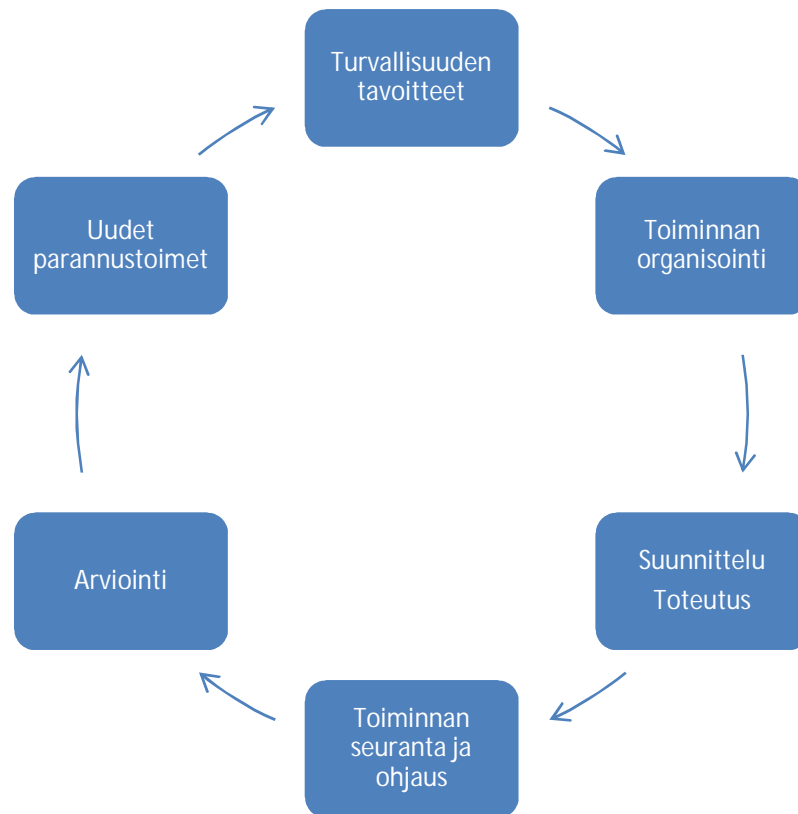 Turvallisuuden
tavoitteet
Toiminnan
organisointi
Suunnittelu
Toteutus
Toiminnan
seuranta ja
ohjaus
Arviointi
Uudet
parannustoimet